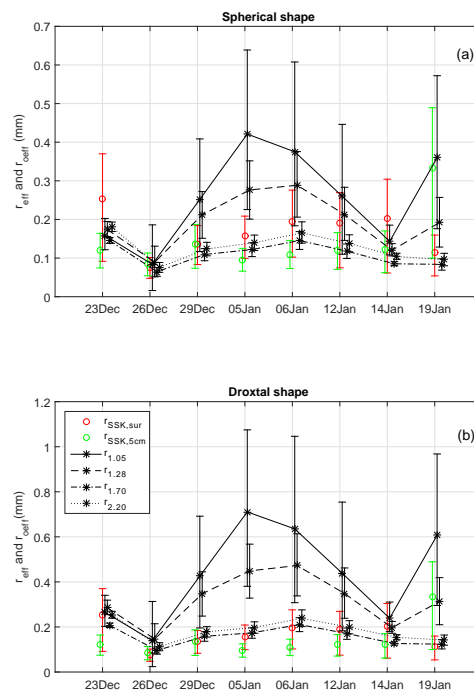 Spherical shape
(a)
0.7
0.6
0.5
0.4
0.3
0.2
0.1
0
r_eff and r_oeff (mm)
23Dec 26Dec 29Dec 05Jan 06Jan 12Jan 14Jan 19Jan
Droxtal shape
(b)
1.2
1
0.8
0.6
0.4
0.2
0
r_eff and r_oeff(mm)
r_SSK,sur
r_SSK,5cm
r_1.05
r_1.28
r_1.70
r_2.20
23Dec 26Dec 29Dec 05Jan 06Jan 12Jan 14Jan 19Jan